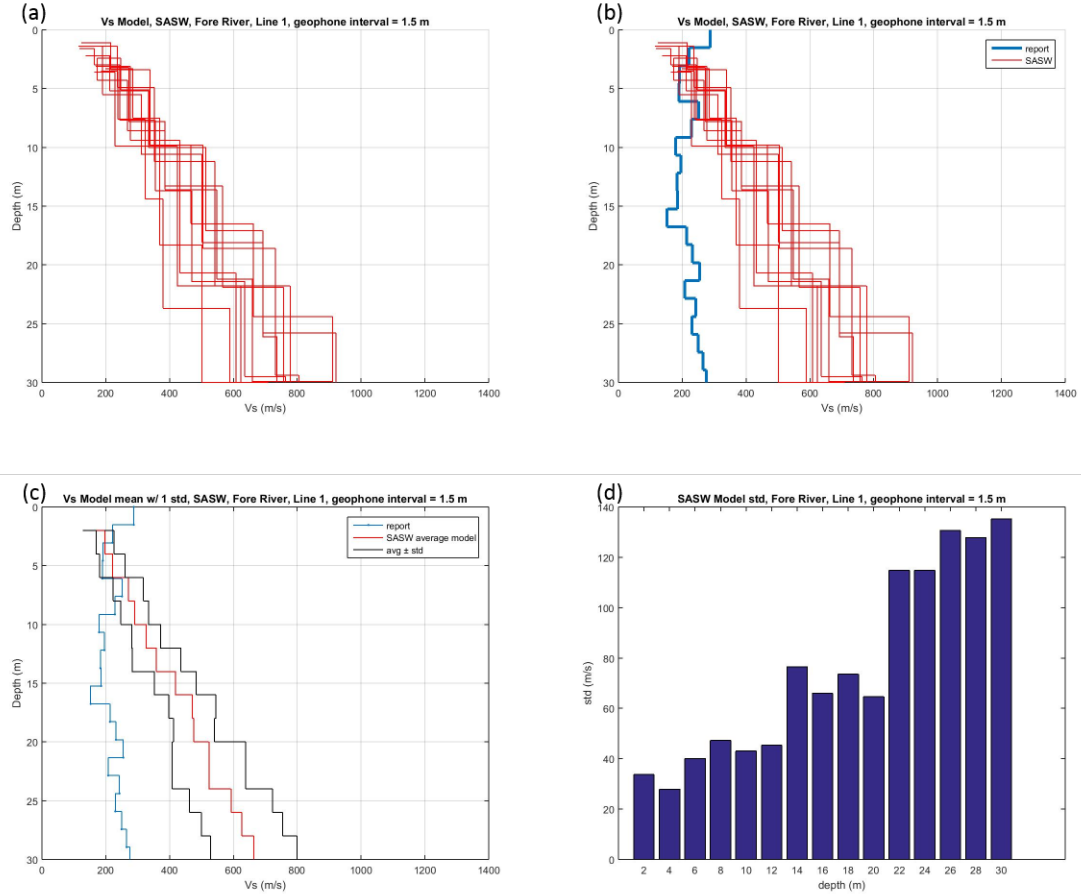 (a)
Vs Model, SASW, Fore River, Line 1, geophone interval = 1.5 m
0
5
10
15
20
25
30
Depth (m)
200 400 600 800 1000 1200 1400
Vs (m/s)
(b)
Vs Model, SASW, Fore River, Line 1, geophone interval = 1.5 m
report
SASW
0
5
10
15
20
25
30
Depth (m)
200 400 600 800 1000 1200 1400
Vs (m/s)
(c)
Vs Model mean w/ 1 std, SASW, Fore River, Line 1, geophone interval = 1.5 m
report
SASW average model
avg ± std
0
5
10
15
20
25
30
Depth (m)
200 400 600 800 1000 1200 1400
Vs (m/s)
(d)
SASW Model std, Fore River, Line 1, geophone interval = 1.5 m
140
120
100
80
60
40
20
0
std (m/s)
2 4 6 8 10 12 14 16 18 20 22 24 26 28 30
depth (m)